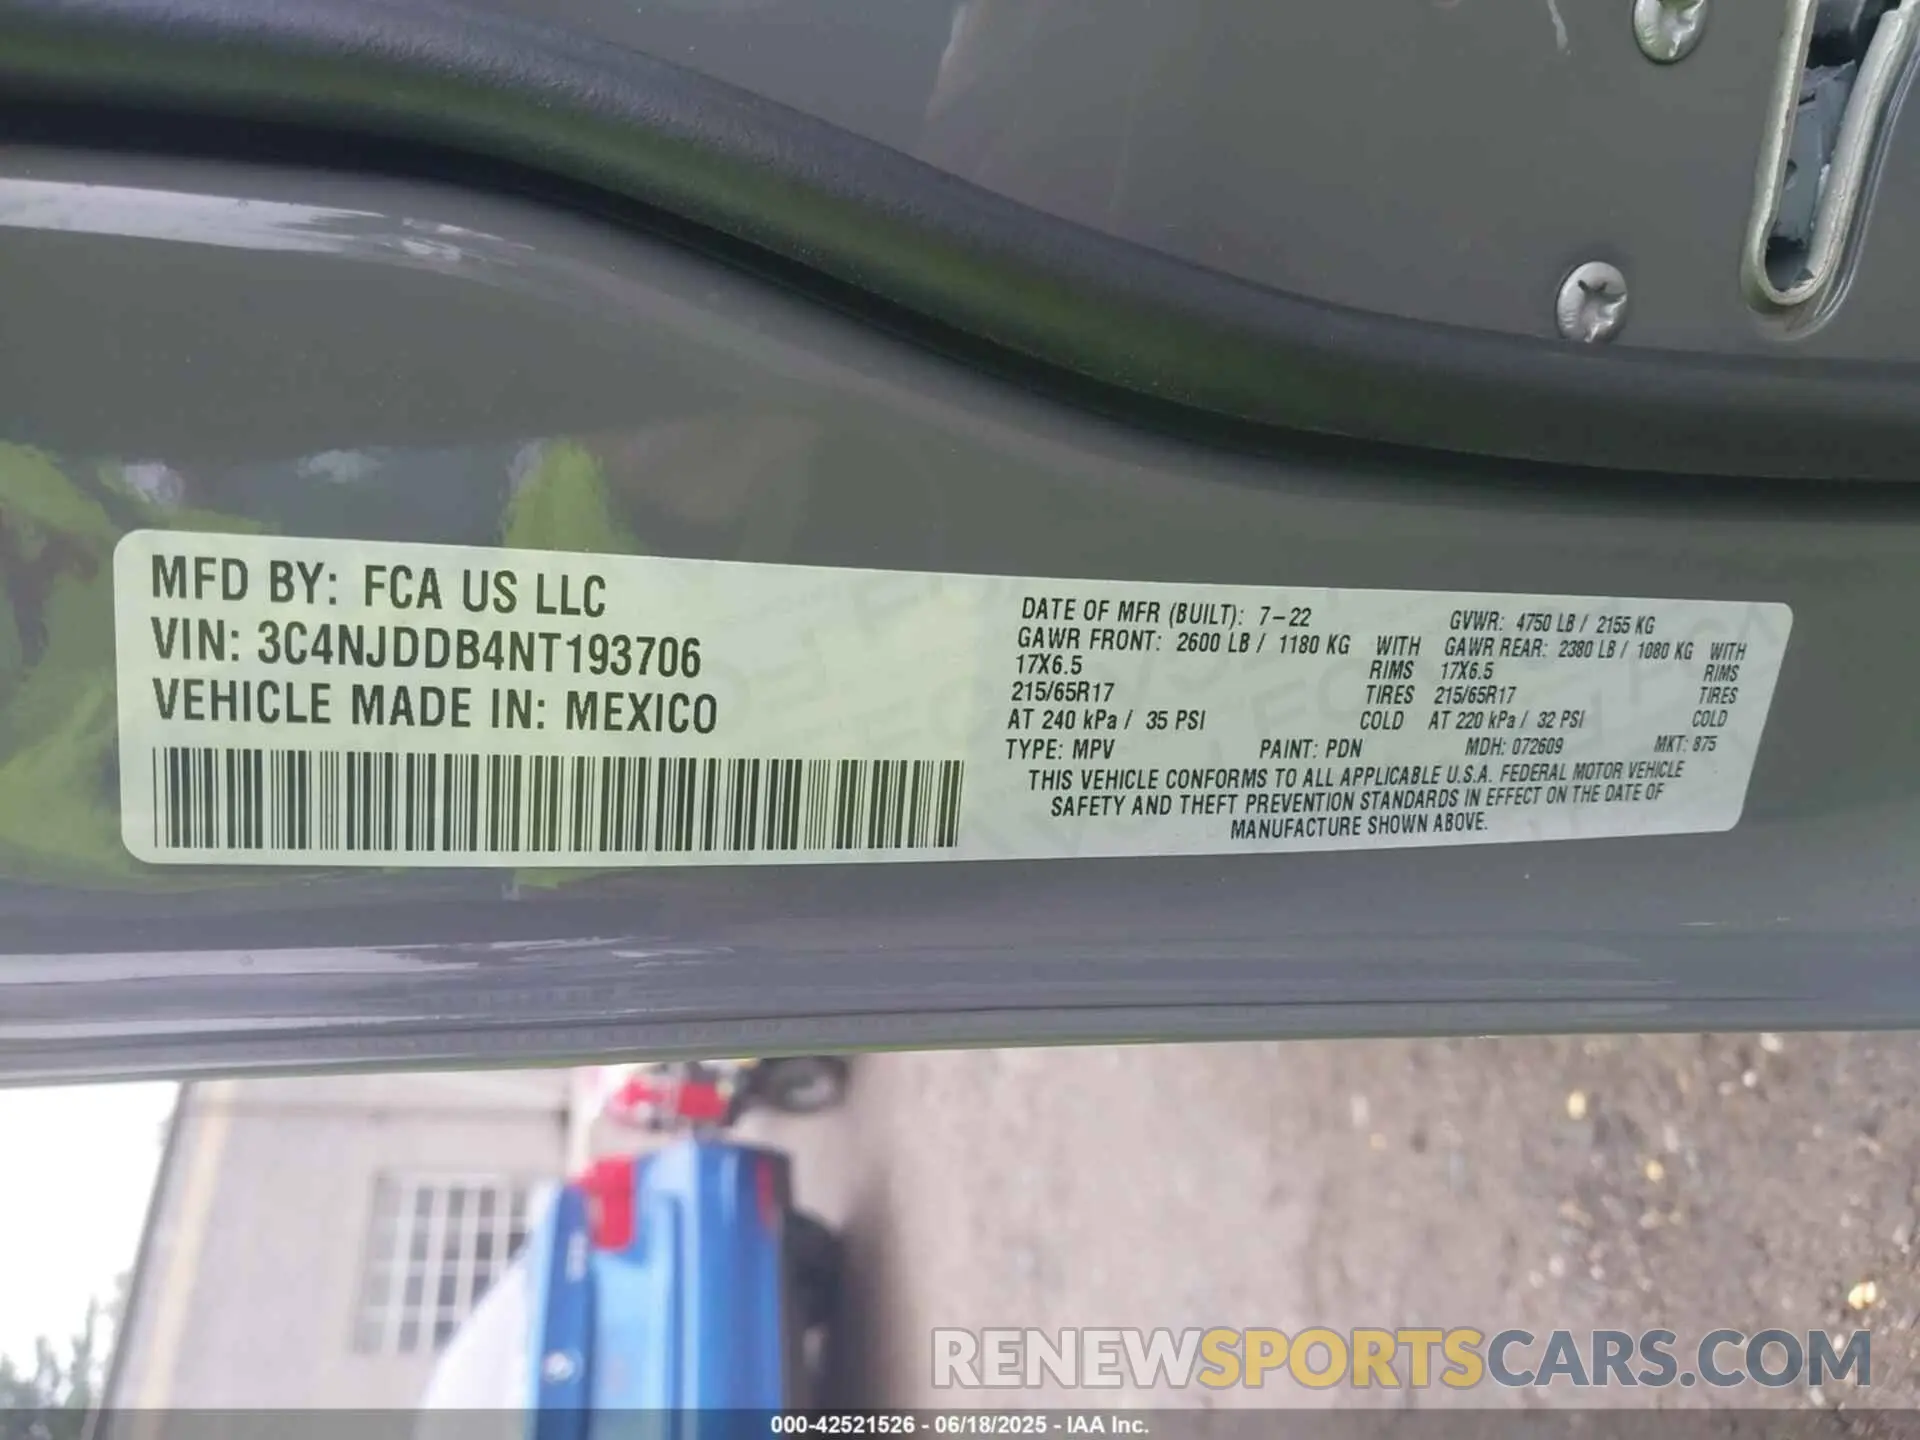 MFD BY: FCA US LLC
VIN: 3C4NJDDB4NT193706
VEHICLE MADE IN: MEXICO
DATE OF MFR (BUILT): 7-22 GVWR: 4750 LB / 2155 KG
GAWR FRONT: 2600 LB / 1180 KG WITH GAWR REAR: 2380 LB / 1080 KG WITH
17X6.5 RIMS 17X6.5 RIMS
215/65R17 TIRES 215/65R17 TIRES
AT 240 kPa / 35 PSI COLD AT 220 kPa / 32 PSI COLD
TYPE: MPV PAINT: PDN MDH: 072609 MKT: 875
THIS VEHICLE CONFORMS TO ALL APPLICABLE U.S.A. FEDERAL MOTOR VEHICLE
SAFETY AND THEFT PREVENTION STANDARDS IN EFFECT ON THE DATE OF
MANUFACTURE SHOWN ABOVE.
RENEWSPORTSCARS.COM
000-42521526 - 06/18/2025 - IAA Inc.